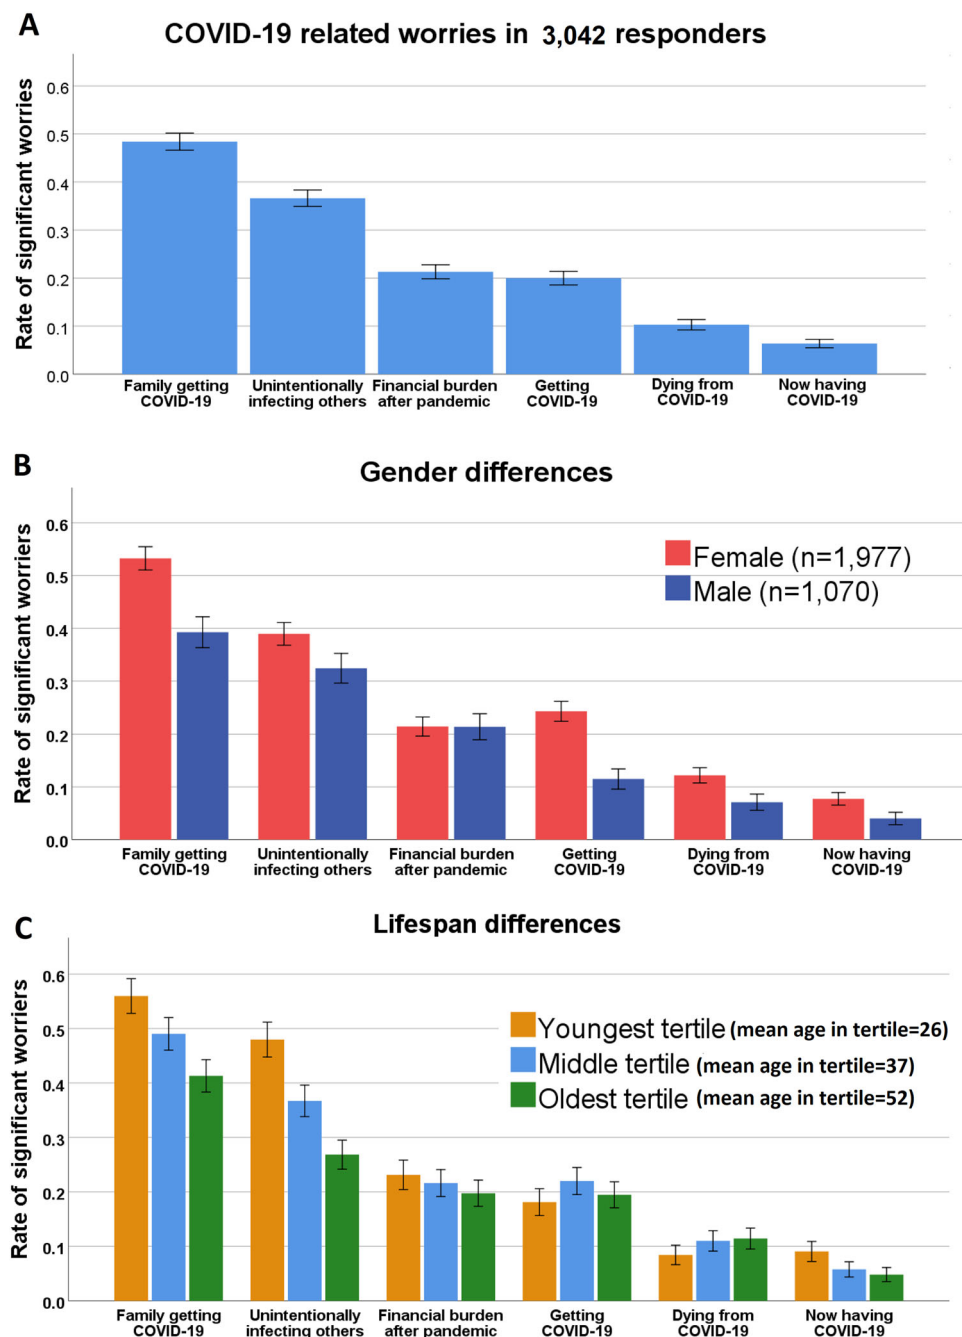 A
COVID-19 related worries in 3,042 responders
Rate of significant worries
0.6
0.5
0.4
0.3
0.2
0.1
0.0
Family getting
COVID-19
Unintentionally
infecting others
Financial burden
after pandemic
Getting
COVID-19
Dying from
COVID-19
Now having
COVID-19
B
Gender differences
Rate of significant worriers
0.6
0.5
0.4
0.3
0.2
0.1
0.0
Female (n=1,977)
Male (n=1,070)
Family getting
COVID-19
Unintentionally
infecting others
Financial burden
after pandemic
Getting
COVID-19
Dying from
COVID-19
Now having
COVID-19
C
Lifespan differences
Rate of significant worriers
0.6
0.5
0.4
0.3
0.2
0.1
0.0
Youngest tertile (mean age in tertile=26)
Middle tertile (mean age in tertile=37)
Oldest tertile (mean age in tertile=52)
Family getting
COVID-19
Unintentionally
infecting others
Financial burden
after pandemic
Getting
COVID-19
Dying from
COVID-19
Now having
COVID-19